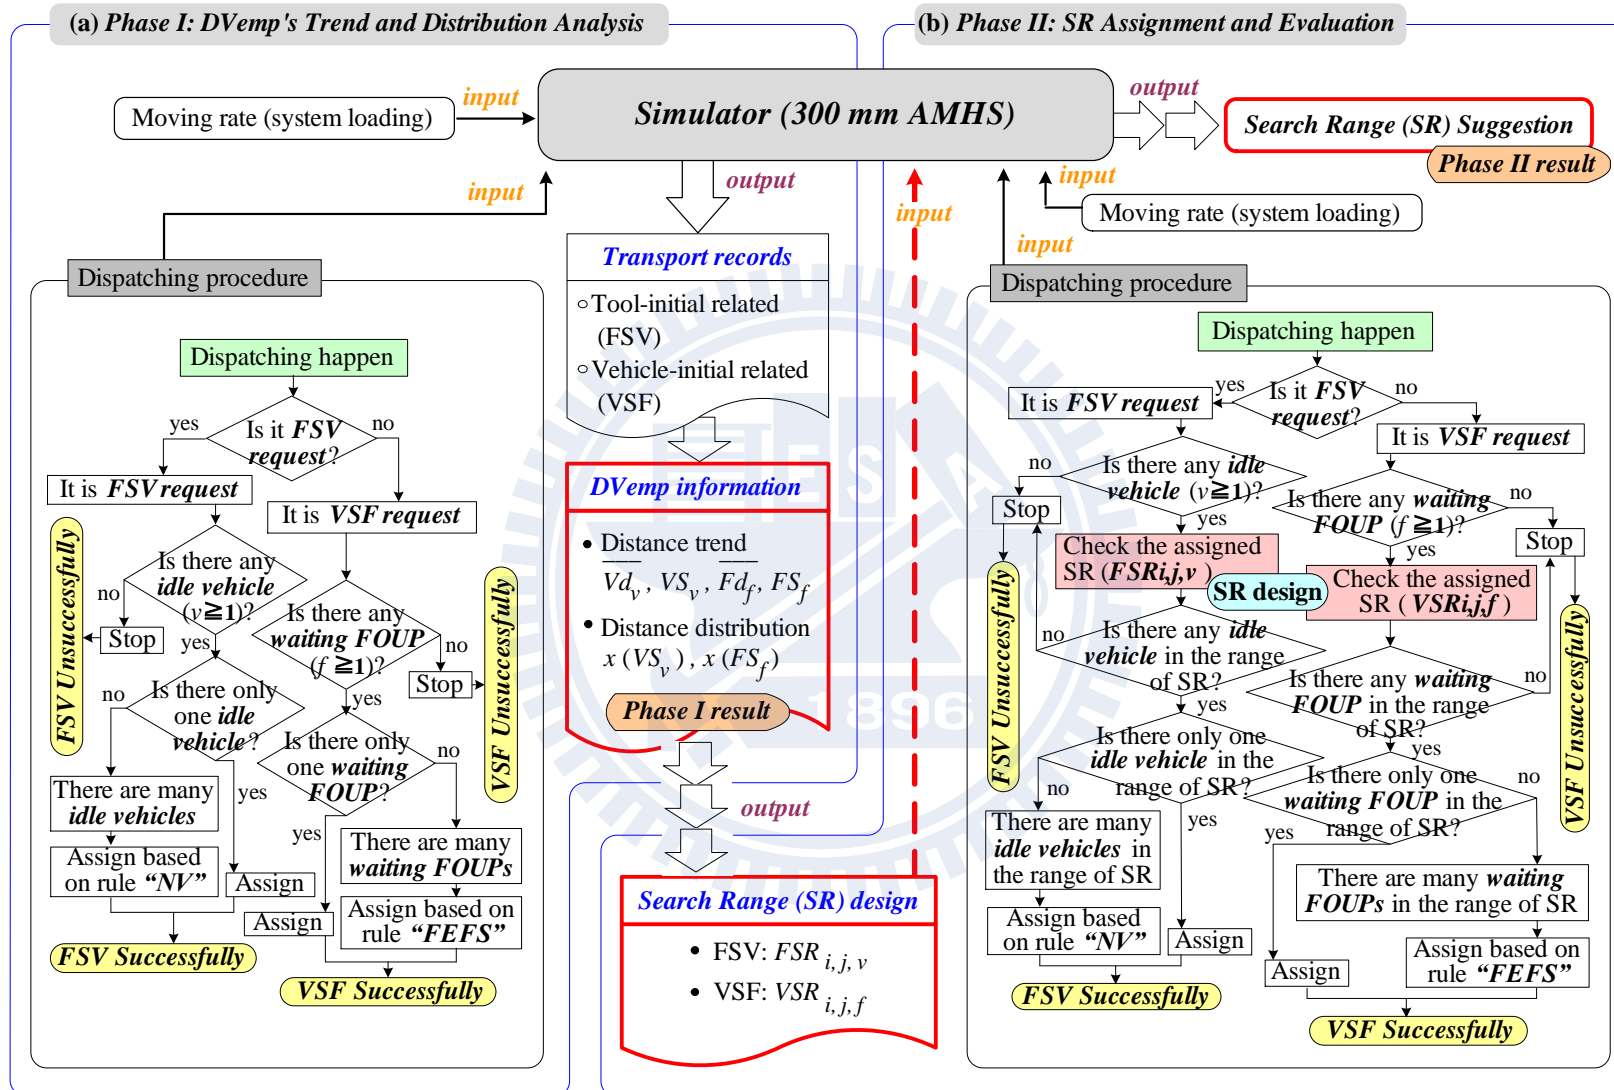 (a) Phase I: DVemp's Trend and Distribution Analysis
(b) Phase II: SR Assignment and Evaluation
Moving rate (system loading)
input
Simulator (300 mm AMHS)
output
Search Range (SR) Suggestion
Phase II result
input
output
input
input
Moving rate (system loading)
input
Dispatching procedure
Dispatching happen
Is it FSV
request?
yes
no
It is FSV request
It is VSF request
Is there any
idle vehicle
(v≧1)?
no
Stop
yes
FSV Unsuccessfully
Is there any
waiting FOUP
(f ≧1)?
no
Stop
yes
VSF Unsuccessfully
Is there only
one idle
vehicle?
no
yes
Is there only
one waiting
FOUP?
no
yes
There are many
idle vehicles
Assign based
on rule “NV”
Assign
There are many
waiting FOUPs
Assign
Assign based on
rule “FEFS”
FSV Successfully
VSF Successfully
Transport records
Tool-initial related
(FSV)
Vehicle-initial related
(VSF)
DVemp information
• Distance trend
Vd_v , VS_v , Fd_f , FS_f
• Distance distribution
x (VS_v) , x (FS_f)
Phase I result
output
Search Range (SR) design
• FSV: FSR i, j, v
• VSF: VSR i, j, f
ESA
1896
Dispatching procedure
Dispatching happen
Is it FSV
request?
yes
no
It is FSV request
It is VSF request
Is there any idle
vehicle (v≧1)?
no
Stop
yes
Is there any waiting
FOUP (f ≧1)?
no
Stop
yes
Check the assigned
SR (FSRi,j,v )
SR design
Check the assigned
SR ( VSRi,j,f )
Is there any idle
vehicle in the range
of SR?
no
yes
Is there any waiting
FOUP in the range
of SR?
no
yes
FSV Unsuccessfully
VSF Unsuccessfully
Is there only one
idle vehicle in the
range of SR?
no
yes
Is there only one
waiting FOUP in the
range of SR?
no
yes
There are many
idle vehicles in
the range of SR
Assign based
on rule “NV”
Assign
There are many waiting
FOUPs in the range of SR
Assign
Assign based on
rule “FEFS”
FSV Successfully
VSF Successfully